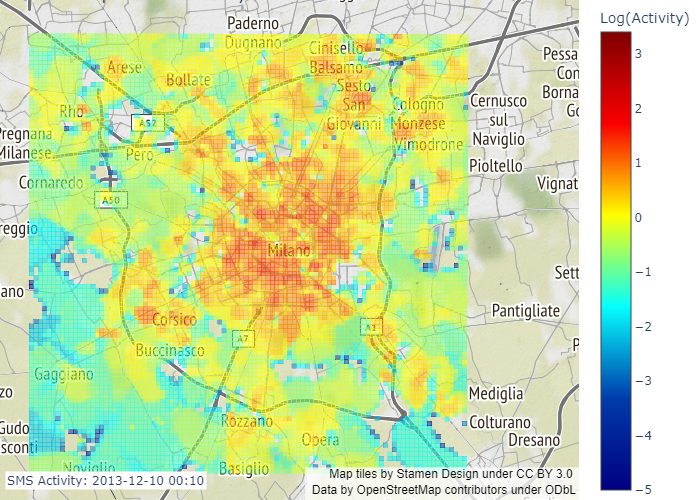 Log(Activity)
Paderno
Dugnano
Cinisello
Balsamo
Arese
Bollate
Sesto
San
Giovanni
Rho
A52
Cologno
Monzese
Vimodrone
Cernusco
sul
Naviglio
Pessa
Con
Borna
Go
Pregnana
Milanese
Pero
Pioltello
Cornaredo
A50
Vignat
reggio
Milano
Sett
ano
Corsico
A7
A1
Pantigliate
Buccinasco
Gaggiano
P
zo
Mediglia
Rozzano
Colturano
Gudo
sconti
Opera
Dresano
Noviglio
Basiglio
SMS Activity: 2013-12-10 00:10
Map tiles by Stamen Design under CC BY 3.0
Data by OpenStreetMap contributors under ODbL
3
2
1
0
−1
−2
−3
−4
−5